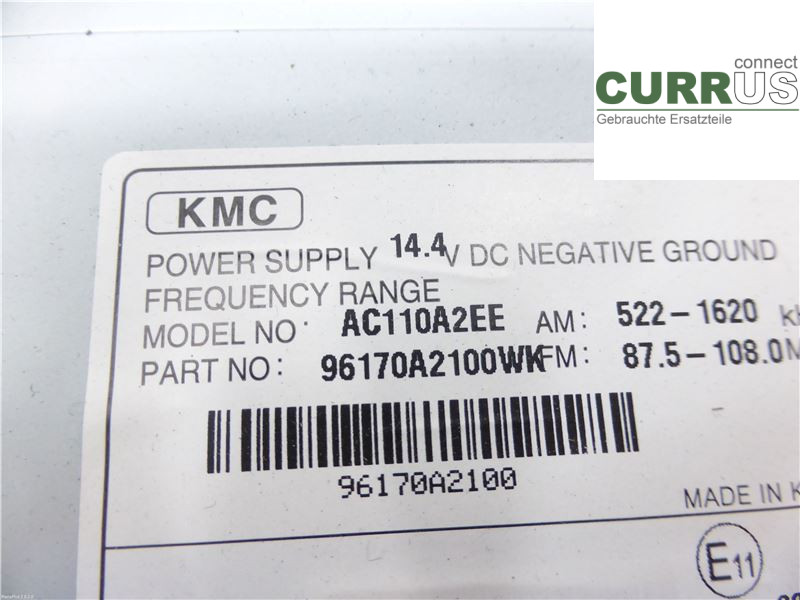 connect
CURRUS
Gebrauchte Ersatzteile
KMC
POWER SUPPLY 14.4V DC NEGATIVE GROUND
FREQUENCY RANGE
MODEL NO : AC110A2EE AM: 522-1620
PART NO: 96170A2100WK FM: 87.5-108.0
96170A2100
MADE IN
E11